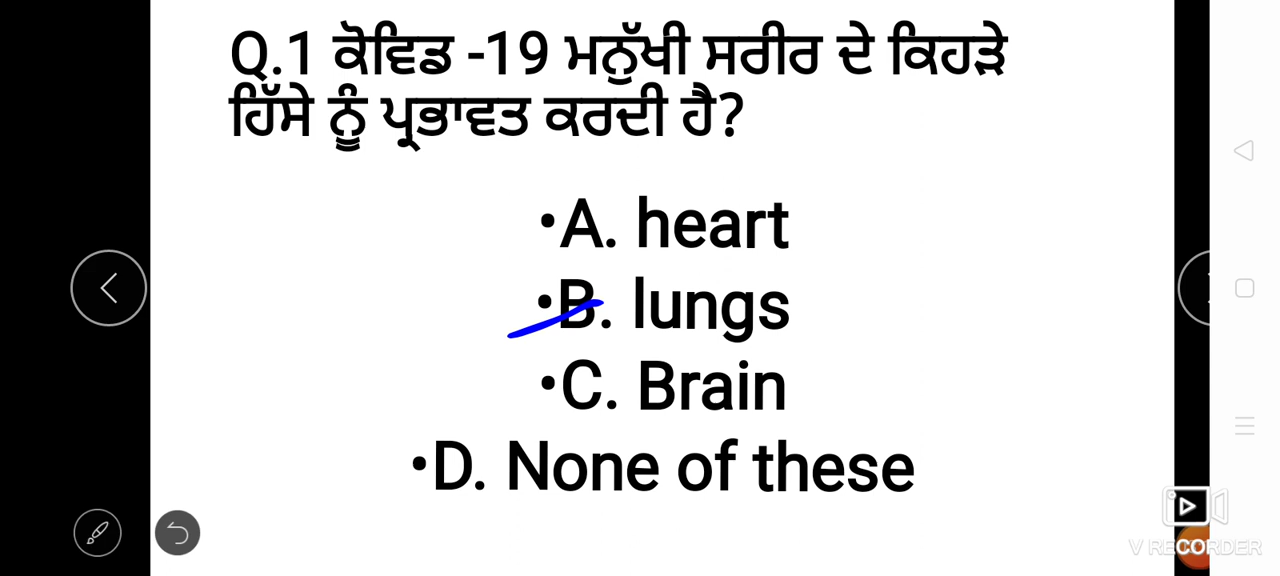 Q.1 ਕੋਵਿਡ -19 ਮਨੁੱਖੀ ਸਰੀਰ ਦੇ ਕਿਹੜੇ
ਹਿੱਸੇ ਨੂੰ ਪ੍ਰਭਾਵਤ ਕਰਦੀ ਹੈ?
•A. heart
•B. lungs
•C. Brain
•D. None of these
V RECORDER